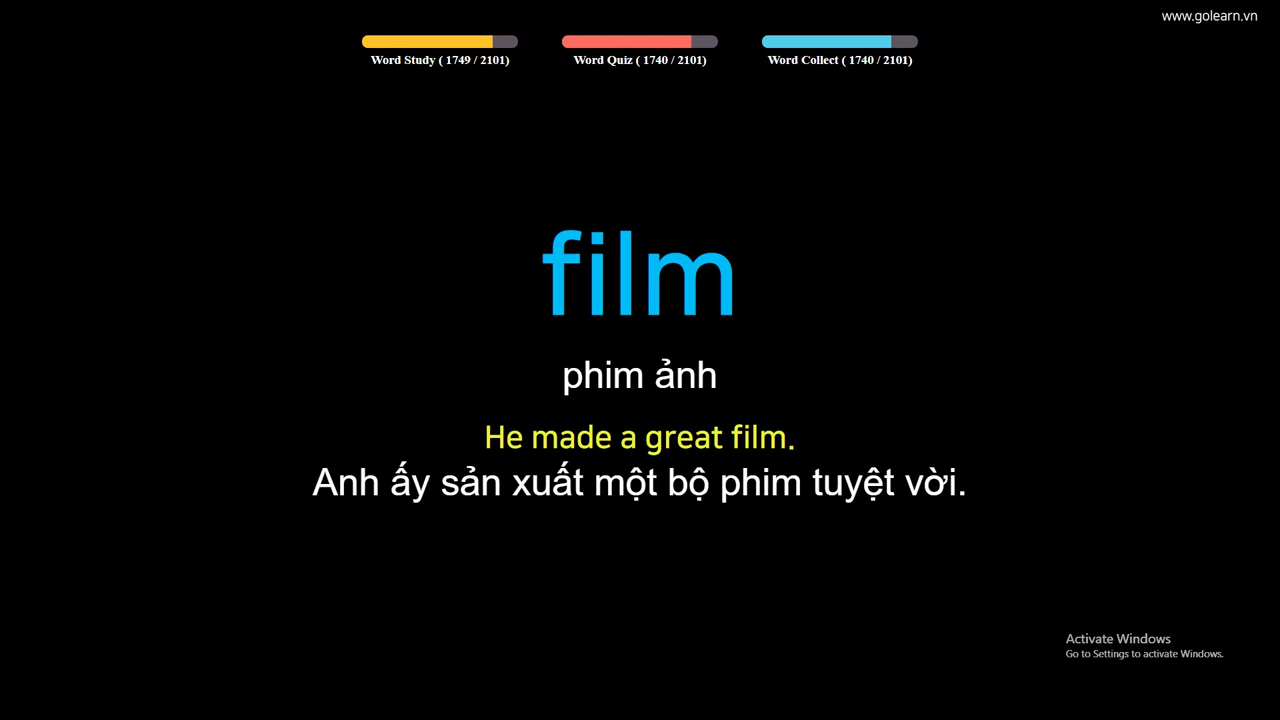 www.golearn.vn
Word Study ( 1749 / 2101) Word Quiz ( 1740 / 2101) Word Collect ( 1740 / 2101)
film
phim ảnh
He made a great film.
Anh ấy sản xuất một bộ phim tuyệt vời.
Activate Windows
Go to Settings to activate Windows.